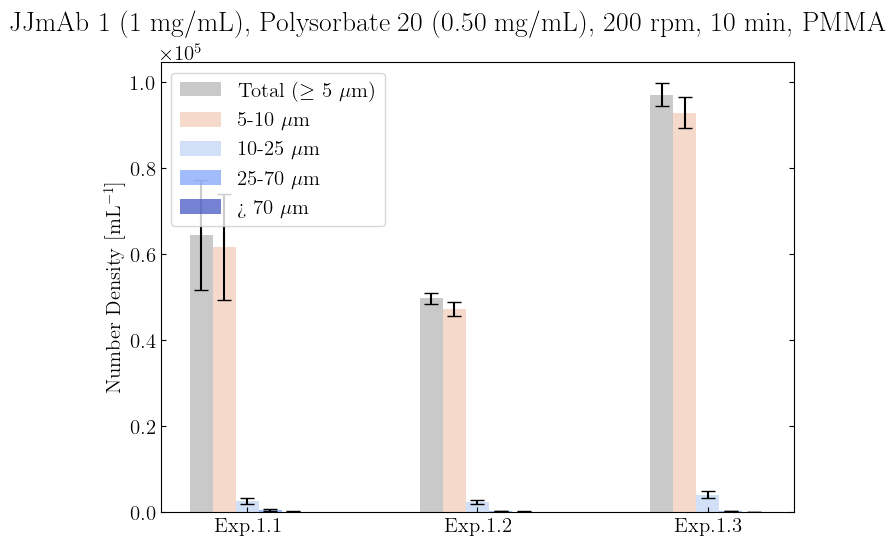 JJmAb 1 (1 mg/mL), Polysorbate 20 (0.50 mg/mL), 200 rpm, 10 min, PMMA
×10⁵
Total (≥ 5 μm)
5-10 μm
10-25 μm
25-70 μm
¿ 70 μm
Number Density [mL⁻¹]
1.0
0.8
0.6
0.4
0.2
0.0
Exp.1.1 Exp.1.2 Exp.1.3